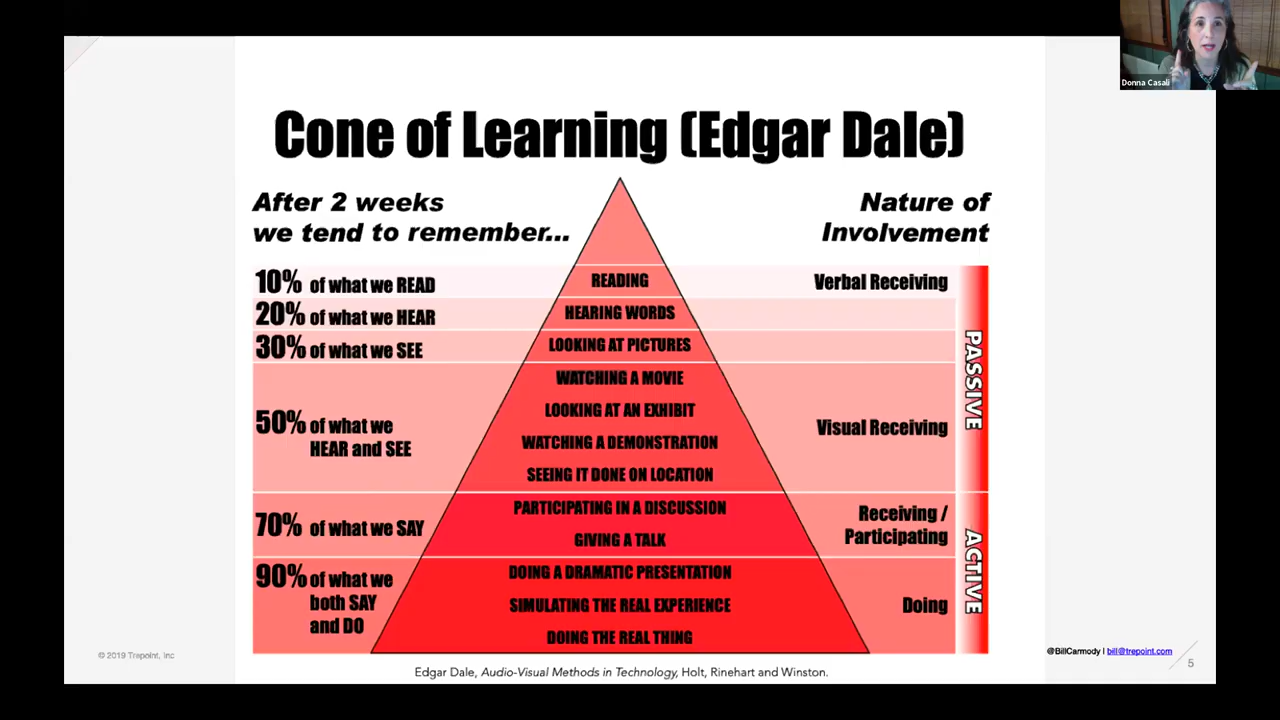 Donna Casali
Cone of Learning (Edgar Dale)
After 2 weeks
we tend to remember...
Nature of
Involvement
10% of what we READ
READING
Verbal Receiving
20% of what we HEAR
HEARING WORDS
30% of what we SEE
LOOKING AT PICTURES
WATCHING A MOVIE
LOOKING AT AN EXHIBIT
50% of what we
HEAR and SEE
WATCHING A DEMONSTRATION
SEEING IT DONE ON LOCATION
Visual Receiving
PASSIVE
70% of what we SAY
PARTICIPATING IN A DISCUSSION
GIVING A TALK
Receiving /
Participating
90% of what we
both SAY
and DO
DOING A DRAMATIC PRESENTATION
SIMULATING THE REAL EXPERIENCE
DOING THE REAL THING
Doing
ACTIVE
© 2019 Trepoint, Inc
@BillCarmody | bill@trepoint.com
5
Edgar Dale, Audio-Visual Methods in Technology, Holt, Rinehart and Winston.